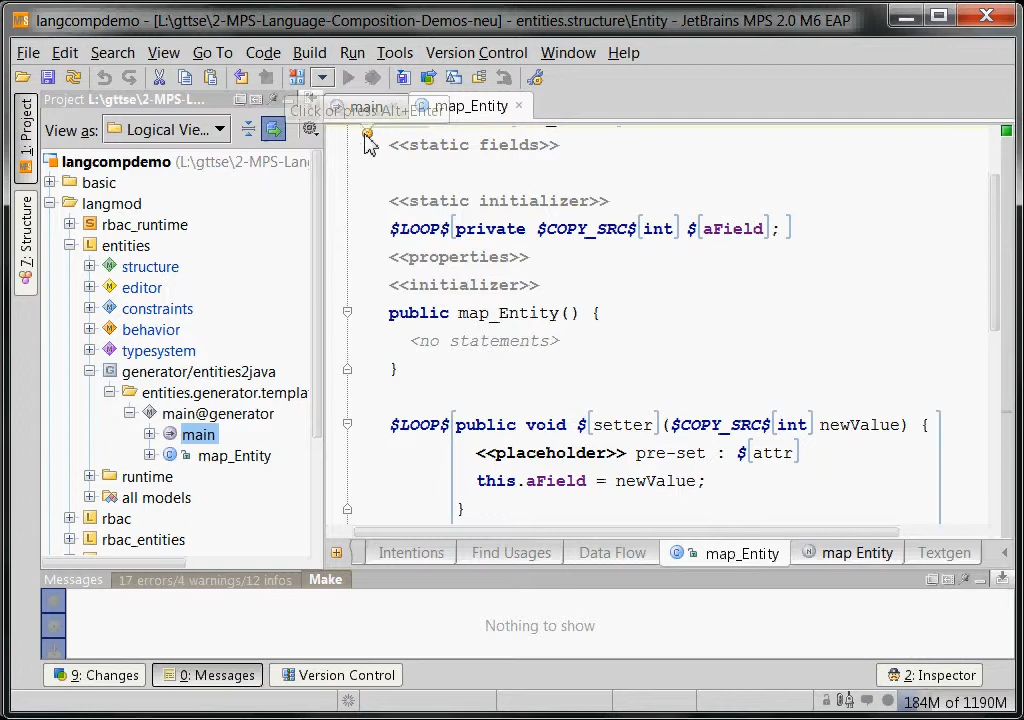 langcompdemo - [L:\gttse\2-MPS-Language-Composition-Demos-neu] - entities.structure\Entity - JetBrains MPS 2.0 M6 EAP
File Edit Search View Go To Code Build Run Tools Version Control Window Help
Project L:\gttse\2-MPS-L...
main map_Entity
Click or press Alt+Enter
View as: Logical Vie...
1: Project
Z: Structure
langcompdemo (L:\gttse\2-MPS-Lan
basic
langmod
rbac_runtime
entities
structure
editor
constraints
behavior
typesystem
generator/entities2java
entities.generator.templa
main@generator
main
map_Entity
runtime
all models
rbac
rbac_entities
<<static fields>>
<<static initializer>>
$LOOP$[private $COPY_SRC$[int] $[aField]; ]
<<properties>>
<<initializer>>
public map_Entity() {
<no statements>
}
$LOOP$[public void $[setter]($COPY_SRC$[int] newValue) {
<<placeholder>> pre-set : $[attr]
this.aField = newValue;
}
Intentions Find Usages Data Flow map_Entity map Entity Textgen
Messages 17 errors/4 warnings/12 infos Make
Nothing to show
9: Changes 0: Messages Version Control 2: Inspector
184M of 1190M